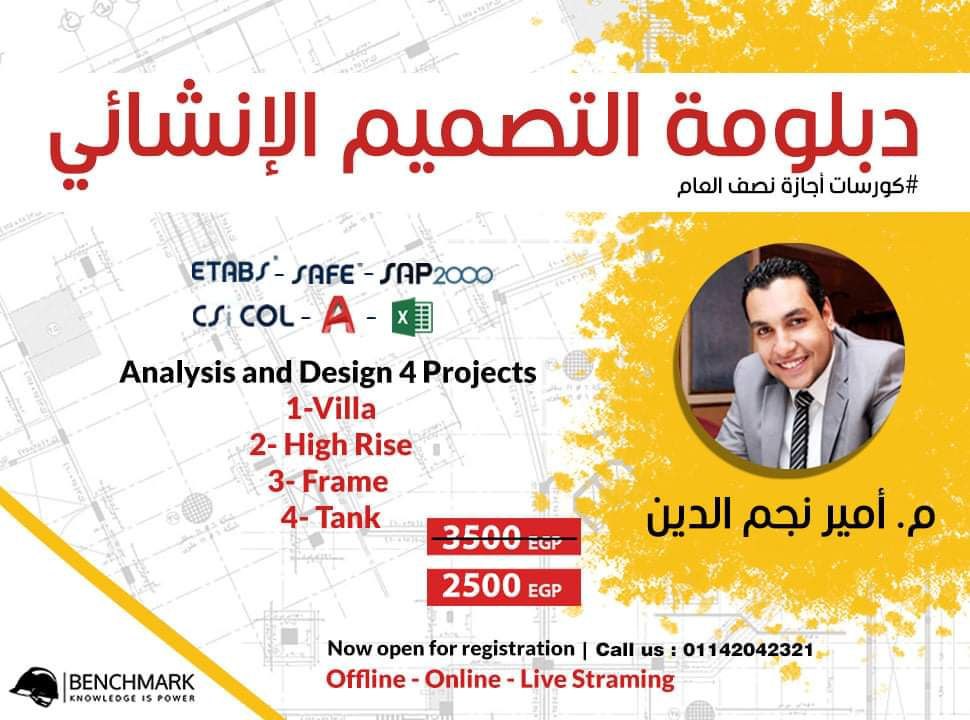 دبلومة التصميم الإنشائي
#كورسات أجازة نصف العام
ETABS® - SAFE® - SAP2000
CSi COL - A - X
Analysis and Design 4 Projects
1-Villa
2- High Rise
3- Frame
4- Tank
م. أمير نجم الدين
3500 EGP
2500 EGP
Now open for registration | Call us : 01142042321
Offline - Online - Live Straming
BENCHMARK
KNOWLEDGE IS POWER